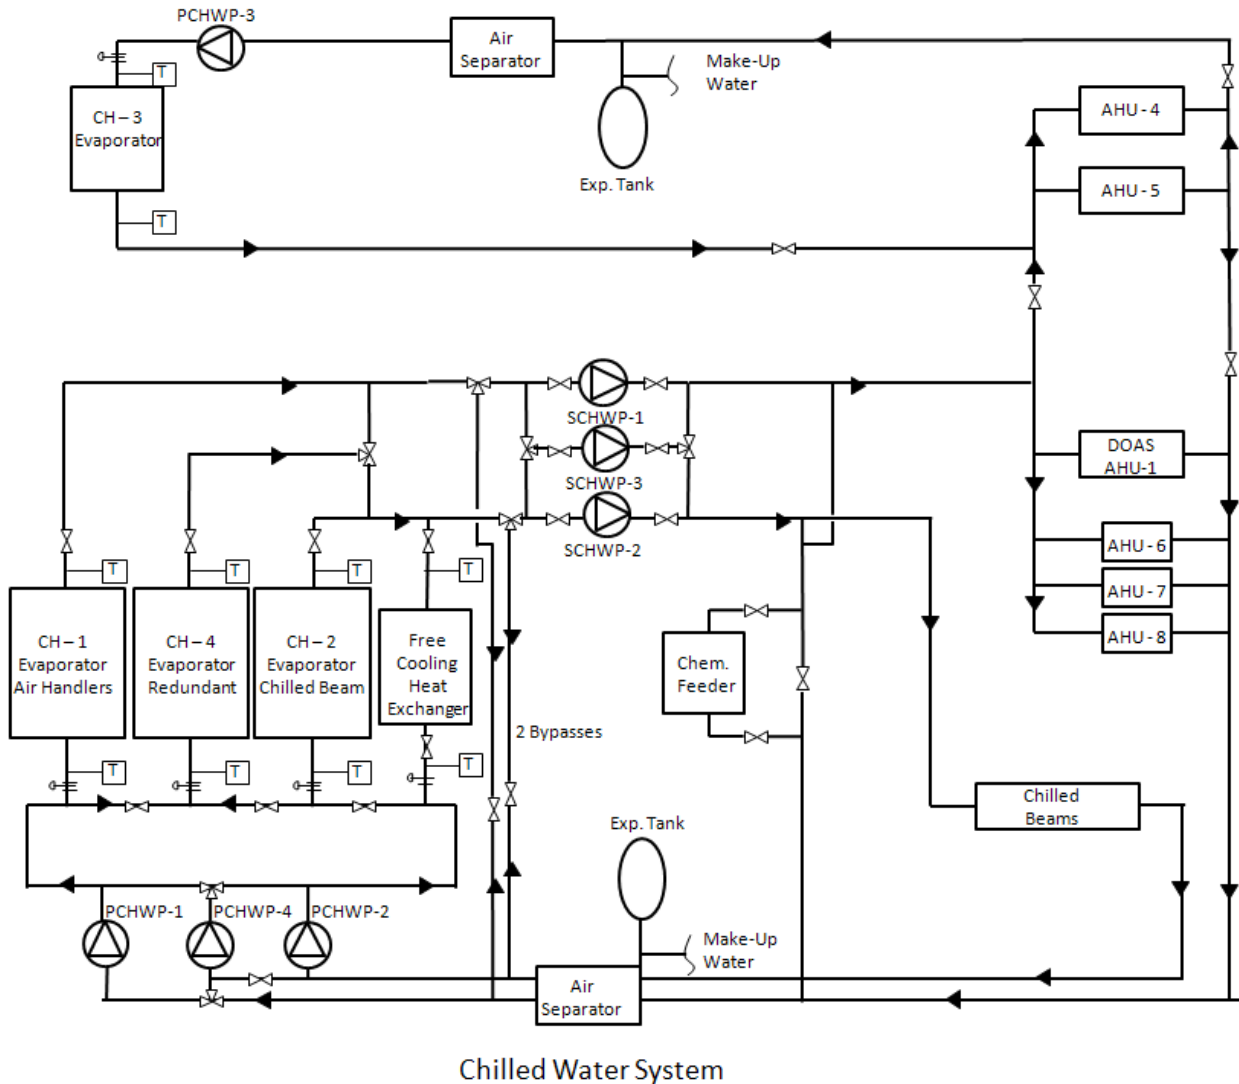 PCHWP-3
Air
Separator
Make-Up
Water
T
CH – 3
Evaporator
AHU - 4
Exp. Tank
AHU - 5
T
SCHWP-1
DOAS
AHU-1
SCHWP-3
SCHWP-2
AHU - 6
T
T
T
T
AHU - 7
CH – 1
Evaporator
Air Handlers
CH – 4
Evaporator
Redundant
CH – 2
Evaporator
Chilled Beam
Free
Cooling
Heat
Exchanger
Chem.
Feeder
AHU - 8
2 Bypasses
T
T
T
T
Chilled
Beams
Exp. Tank
PCHWP-1
PCHWP-4
PCHWP-2
Make-Up
Water
Air
Separator
Chilled Water System